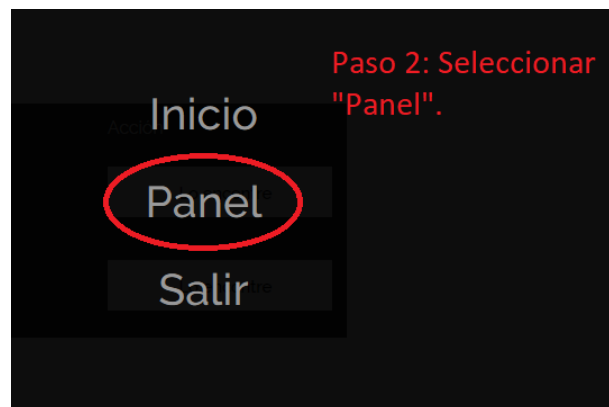 Paso 2: Seleccionar
"Panel".
Inicio
Panel
Salir